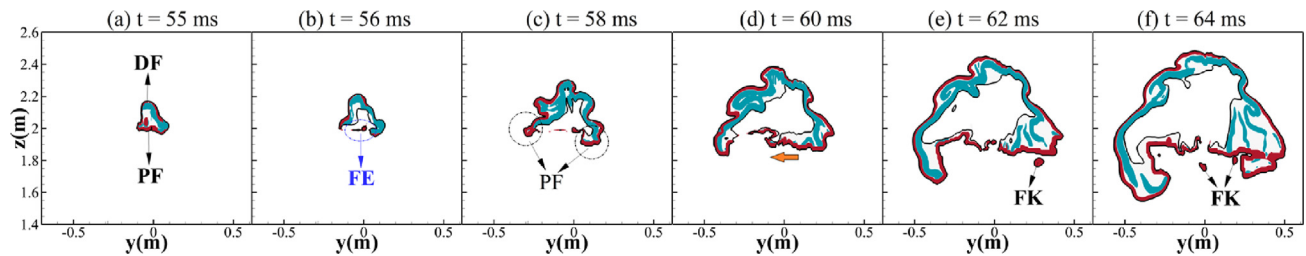 (a) t = 55 ms
(b) t = 56 ms
(c) t = 58 ms
(d) t = 60 ms
(e) t = 62 ms
(f) t = 64 ms
z(m)
2.6
2.4
2.2
2.0
1.8
1.6
1.4
DF
PF
FE
PF
FK
FK
-0.5 0 0.5
-0.5 0 0.5
-0.5 0 0.5
-0.5 0 0.5
-0.5 0 0.5
-0.5 0 0.5
y(m)
y(m)
y(m)
y(m)
y(m)
y(m)